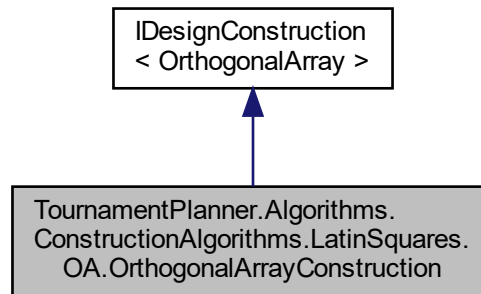 IDesignConstruction
< OrthogonalArray >
TournamentPlanner.Algorithms.
ConstructionAlgorithms.LatinSquares.
OA.OrthogonalArrayConstruction